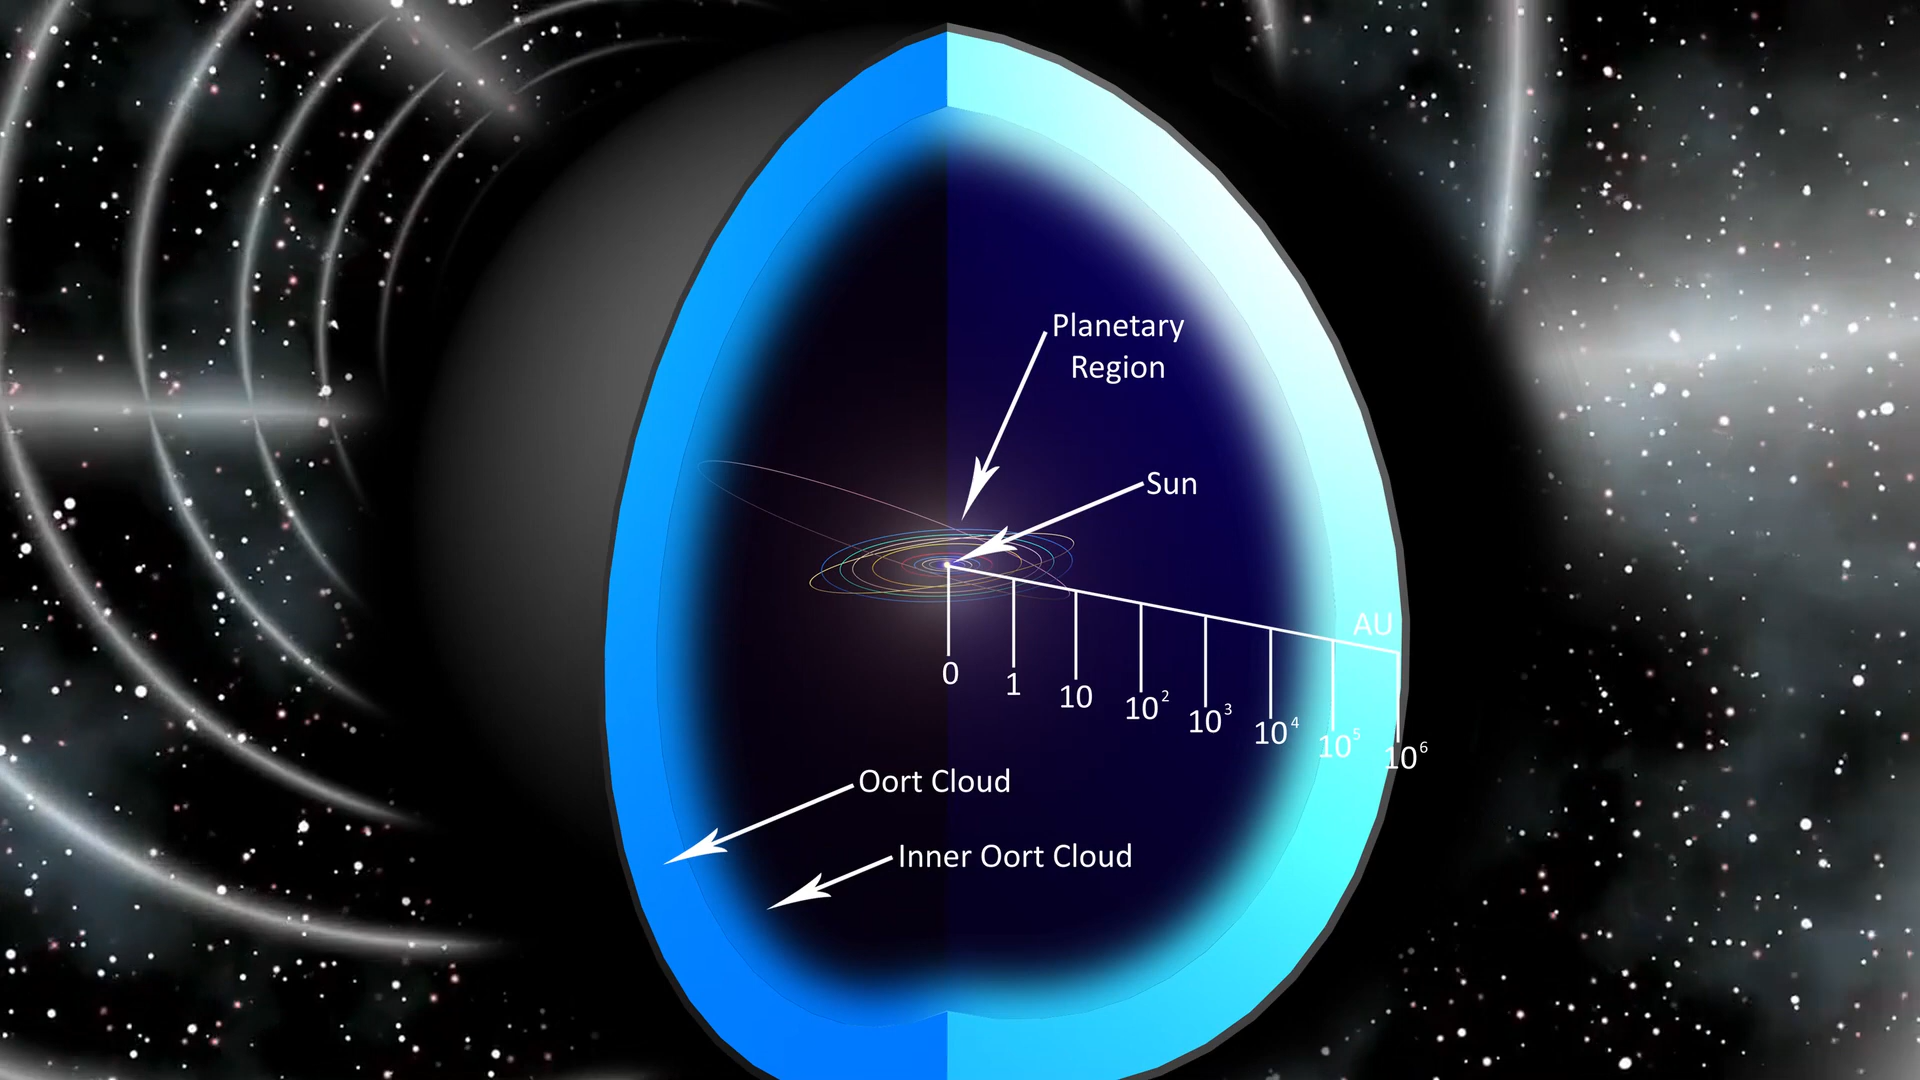 Planetary
Region
Sun
AU
0
1
10
10²
10³
10⁴
10⁵
10⁶
Oort Cloud
Inner Oort Cloud